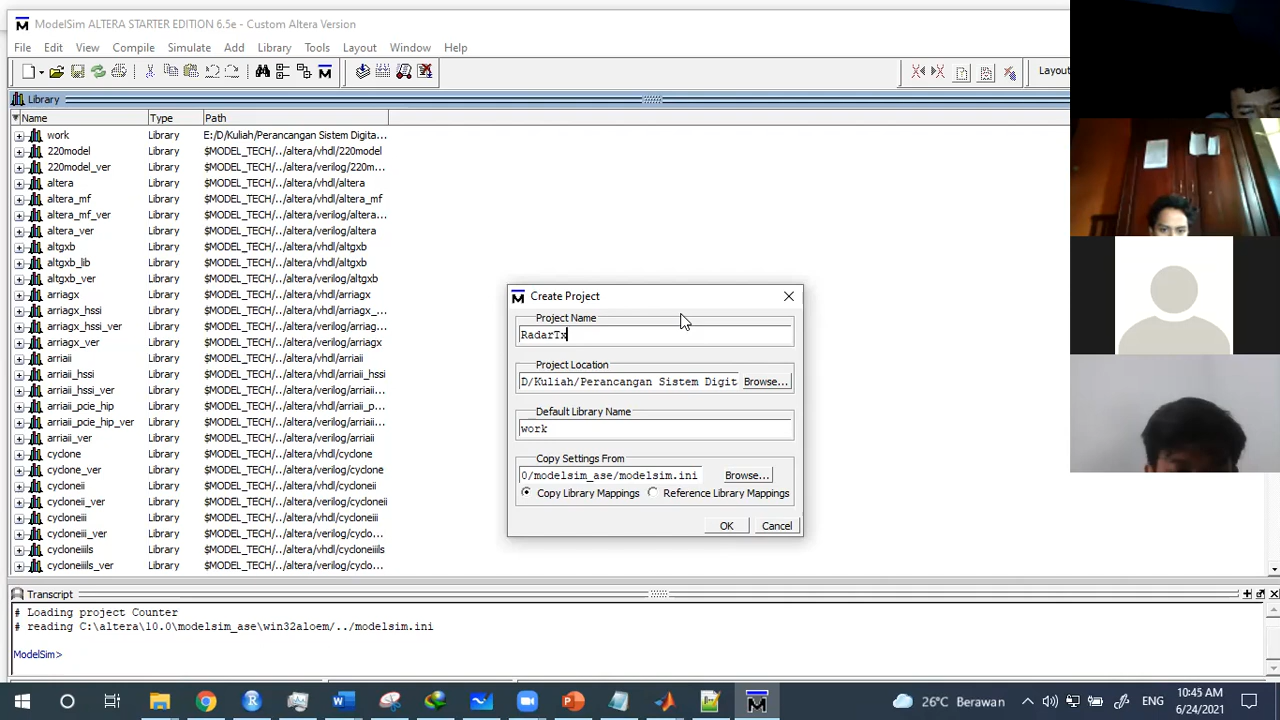 ModelSim ALTERA STARTER EDITION 6.5e - Custom Altera Version
File Edit View Compile Simulate Add Library Tools Layout Window Help
Layout
Library
Name Type Path
work Library E:/D/Kuliah/Perancangan Sistem Digita...
220model Library $MODEL_TECH/../altera/vhdl/220model
220model_ver Library $MODEL_TECH/../altera/verilog/220m...
altera Library $MODEL_TECH/../altera/vhdl/altera
altera_mf Library $MODEL_TECH/../altera/vhdl/altera_mf
altera_mf_ver Library $MODEL_TECH/../altera/verilog/altera...
altera_ver Library $MODEL_TECH/../altera/verilog/altera
altgxb Library $MODEL_TECH/../altera/vhdl/altgxb
altgxb_lib Library $MODEL_TECH/../altera/vhdl/altgxb
altgxb_ver Library $MODEL_TECH/../altera/verilog/altgxb
arriagx Library $MODEL_TECH/../altera/vhdl/arriagx
arriagx_hssi Library $MODEL_TECH/../altera/vhdl/arriagx_...
arriagx_hssi_ver Library $MODEL_TECH/../altera/verilog/arriag...
arriagx_ver Library $MODEL_TECH/../altera/verilog/arriagx
arriaii Library $MODEL_TECH/../altera/vhdl/arriaii
arriaii_hssi Library $MODEL_TECH/../altera/vhdl/arriaii_hssi
arriaii_hssi_ver Library $MODEL_TECH/../altera/verilog/arriaii...
arriaii_pcie_hip Library $MODEL_TECH/../altera/vhdl/arriaii_p...
arriaii_pcie_hip_ver Library $MODEL_TECH/../altera/verilog/arriaii...
arriaii_ver Library $MODEL_TECH/../altera/verilog/arriaii
cyclone Library $MODEL_TECH/../altera/vhdl/cyclone
cyclone_ver Library $MODEL_TECH/../altera/verilog/cyclone
cycloneii Library $MODEL_TECH/../altera/vhdl/cycloneii
cycloneii_ver Library $MODEL_TECH/../altera/verilog/cycloneii
cycloneiii Library $MODEL_TECH/../altera/vhdl/cycloneiii
cycloneiii_ver Library $MODEL_TECH/../altera/verilog/cyclo...
cycloneiiils Library $MODEL_TECH/../altera/vhdl/cycloneiiils
cycloneiiils_ver Library $MODEL_TECH/../altera/verilog/cyclo...
Create Project
Project Name
RadarTx
Project Location
D/Kuliah/Perancangan Sistem Digit Browse...
Default Library Name
work
Copy Settings From
0/modelsim_ase/modelsim.ini Browse...
Copy Library Mappings Reference Library Mappings
OK Cancel
Transcript
# Loading project Counter
# reading C:\altera\10.0\modelsim_ase\win32aloem/../modelsim.ini
ModelSim>
26°C Berawan ENG 10:45 AM
6/24/2021